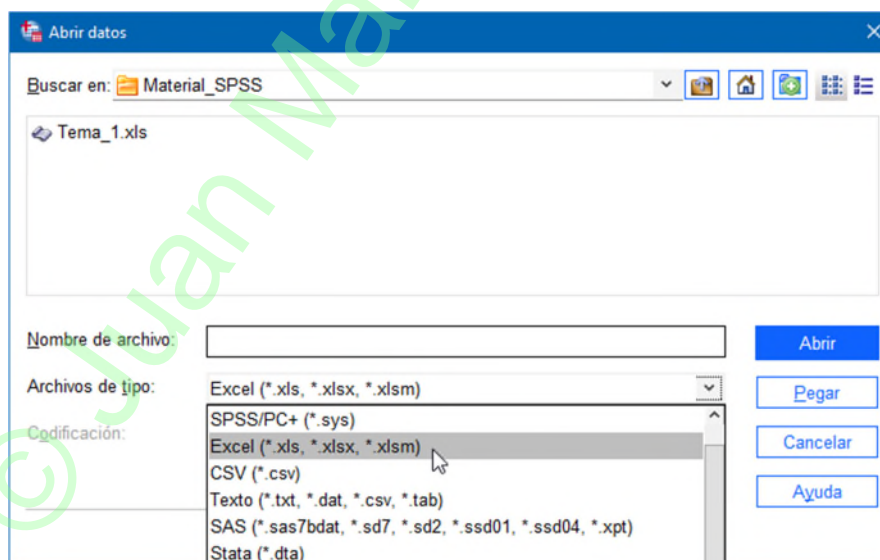 Abrir datos
Buscar en: Material_SPSS
Tema_1.xls
Nombre de archivo:
Abrir
Archivos de tipo: Excel (*.xls, *.xlsx, *.xlsm)
Pegar
SPSS/PC+ (*.sys)
Codificación:
Excel (*.xls, *.xlsx, *.xlsm)
Cancelar
CSV (*.csv)
Texto (*.txt, *.dat, *.csv, *.tab)
Ayuda
SAS (*.sas7bdat, *.sd7, *.sd2, *.ssd01, *.ssd04, *.xpt)
Stata (*.dta)
© Juan